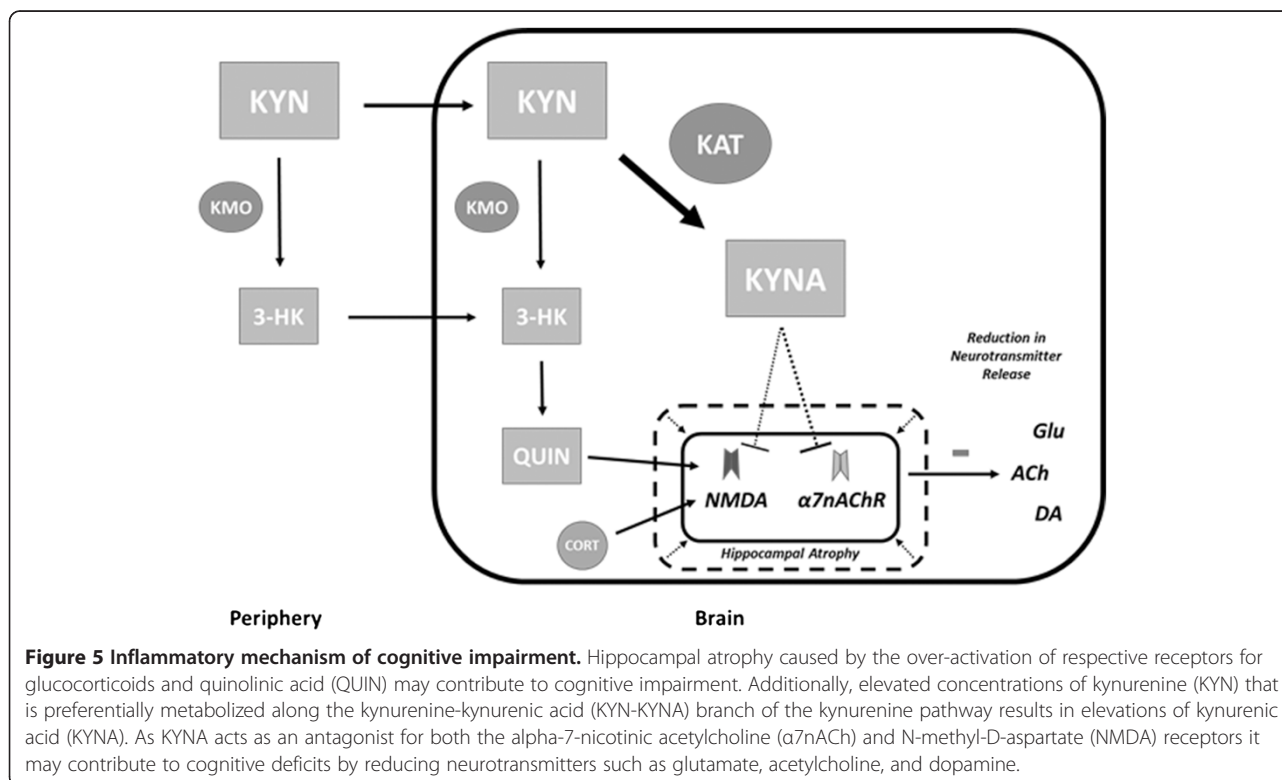 KYN
KYN
KAT
KMO
KMO
KYNA
3-HK
3-HK
Reduction in
Neurotransmitter
Release
Glu
QUIN
ACh
NMDA
α7nAChR
DA
CORT
Hippocampal Atrophy
Periphery
Brain
Figure 5 Inflammatory mechanism of cognitive impairment. Hippocampal atrophy caused by the over-activation of respective receptors for
glucocorticoids and quinolinic acid (QUIN) may contribute to cognitive impairment. Additionally, elevated concentrations of kynurenine (KYN) that
is preferentially metabolized along the kynurenine-kynurenic acid (KYN-KYNA) branch of the kynurenine pathway results in elevations of kynurenic
acid (KYNA). As KYNA acts as an antagonist for both the alpha-7-nicotinic acetylcholine (α7nACh) and N-methyl-D-aspartate (NMDA) receptors it
may contribute to cognitive deficits by reducing neurotransmitters such as glutamate, acetylcholine, and dopamine.